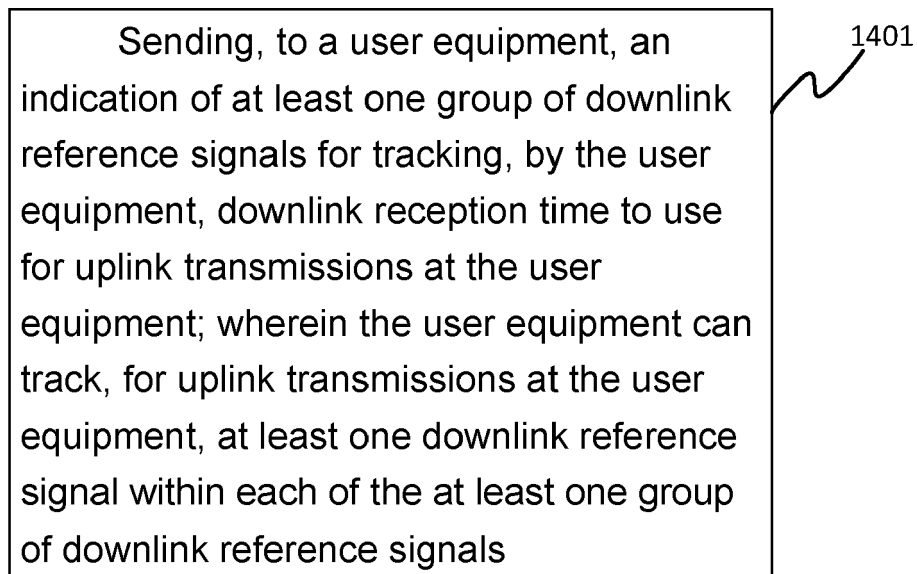 Sending, to a user equipment, an
indication of at least one group of downlink
reference signals for tracking, by the user
equipment, downlink reception time to use
for uplink transmissions at the user
equipment; wherein the user equipment can
track, for uplink transmissions at the user
equipment, at least one downlink reference
signal within each of the at least one group
of downlink reference signals
1401